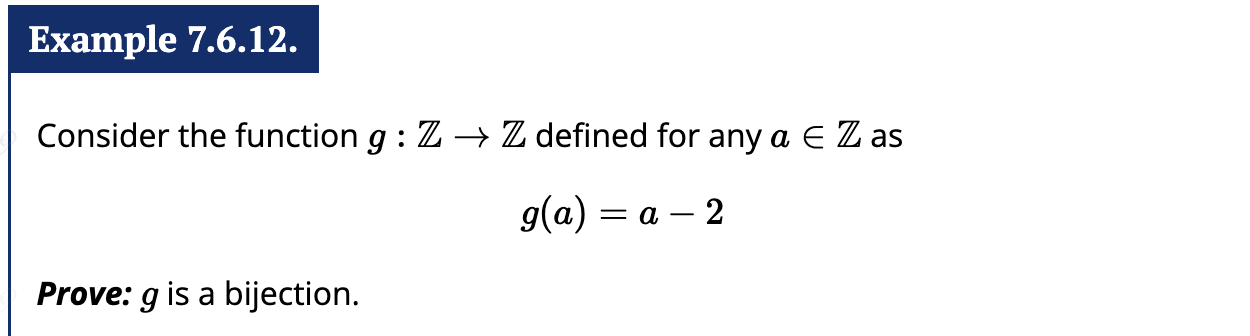 Example 7.6.12.
Consider the function g : ℤ → ℤ defined for any a ∈ ℤ as
g(a) = a − 2
Prove: g is a bijection.